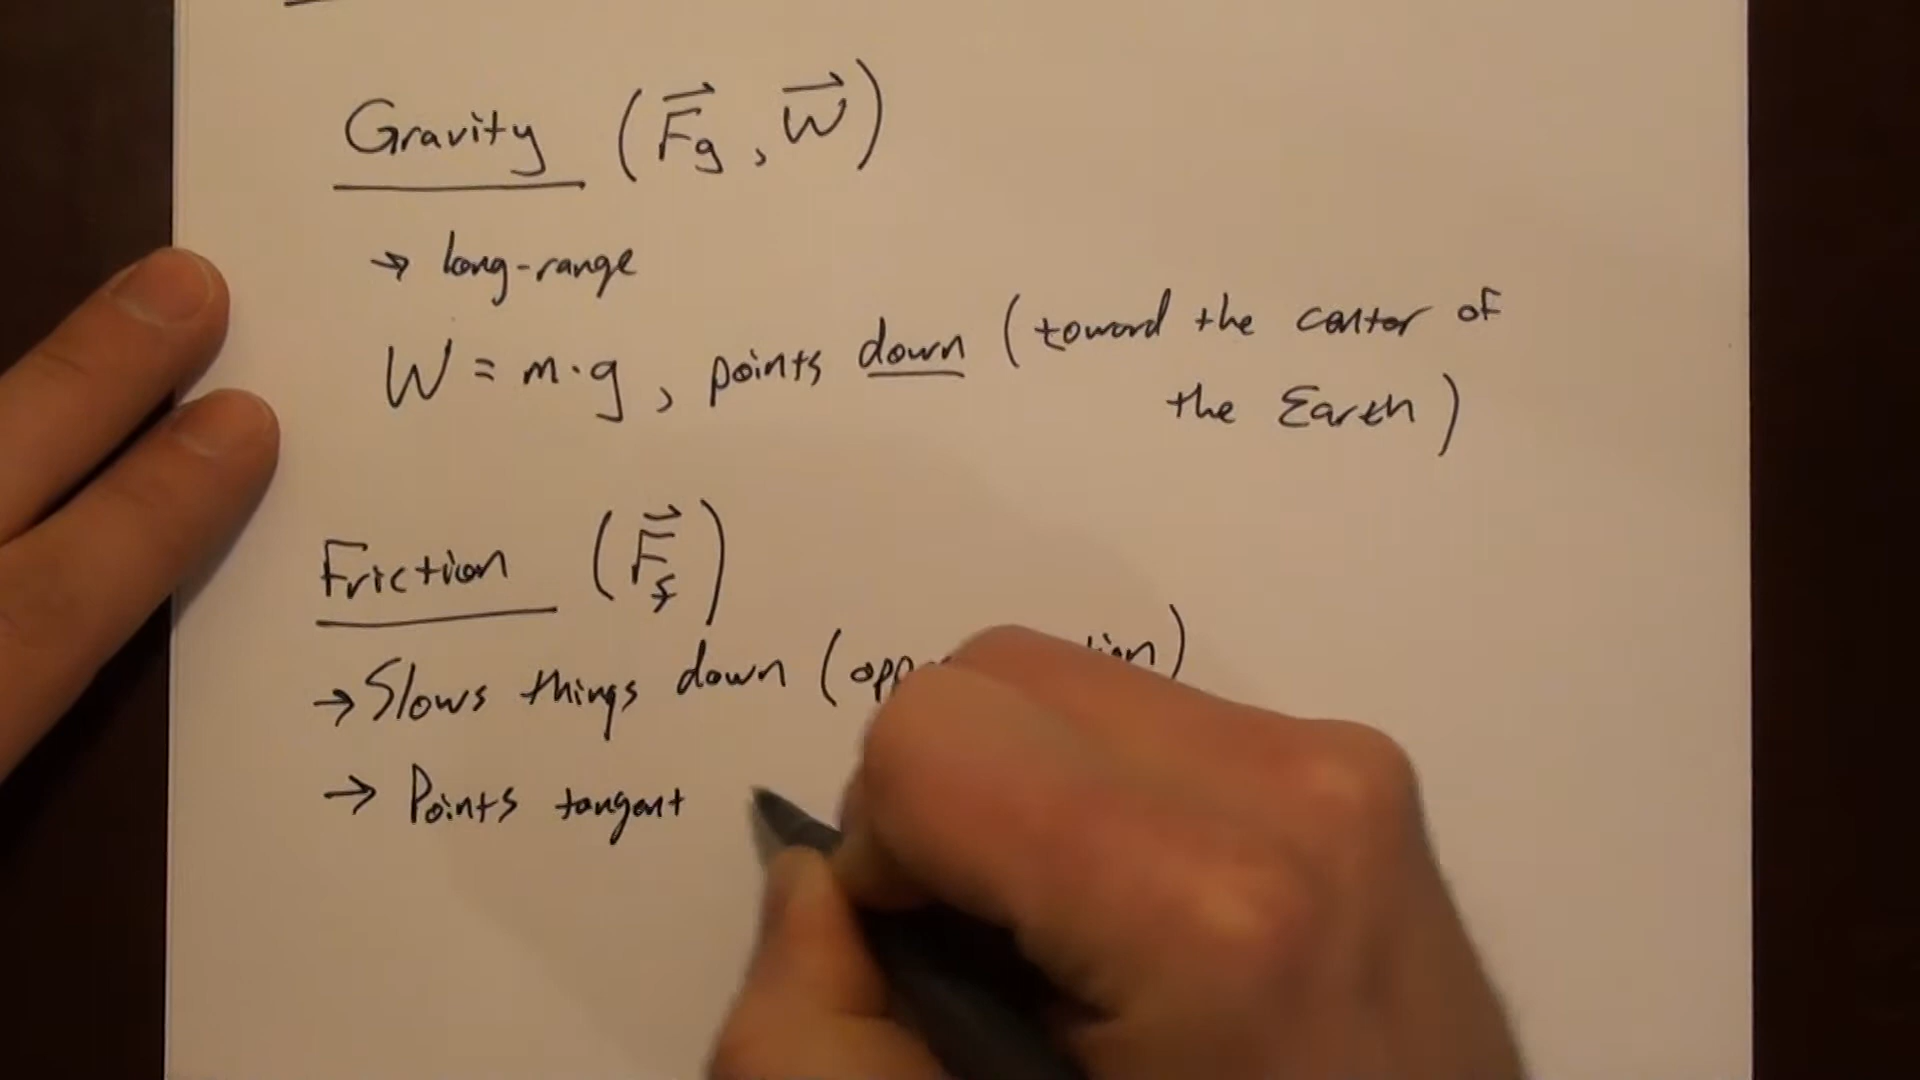 Gravity (F⃗g, W⃗)
→ long-range
W = m·g, points down (toward the center of
the Earth)
Friction (F⃗f)
→ Slows things down (
→ Points tangent